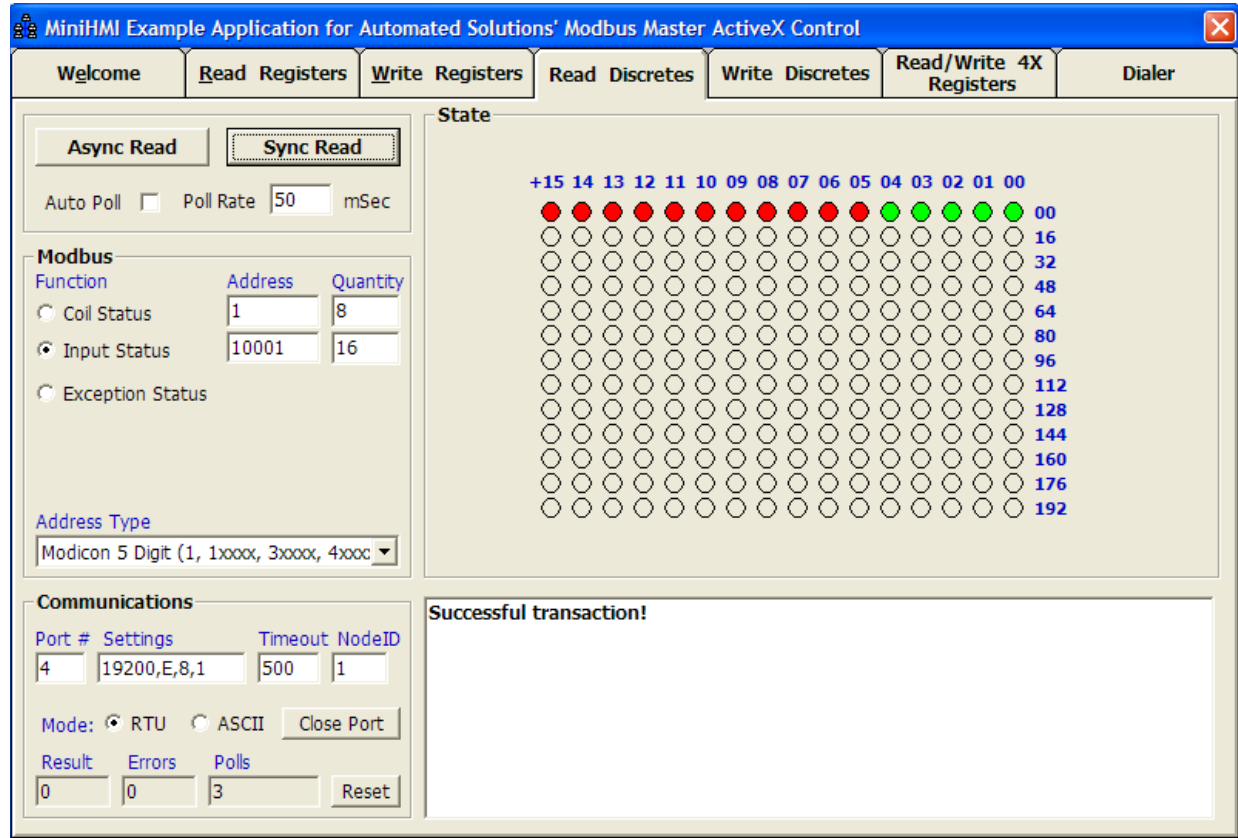 MiniHMI Example Application for Automated Solutions' Modbus Master ActiveX Control
Welcome
Read Registers
Write Registers
Read Discretes
Write Discretes
Read/Write 4X
Registers
Dialer
Async Read
Sync Read
Auto Poll
Poll Rate 50 mSec
Modbus
Function Address Quantity
Coil Status 1 8
Input Status 10001 16
Exception Status
Address Type
Modicon 5 Digit (1, 1xxxx, 3xxxx, 4xxx
Communications
Port # Settings Timeout NodeID
4 19200,E,8,1 500 1
Mode: RTU ASCII Close Port
Result Errors Polls
0 0 3 Reset
State
+15 14 13 12 11 10 09 08 07 06 05 04 03 02 01 00
00
16
32
48
64
80
96
112
128
144
160
176
192
Successful transaction!